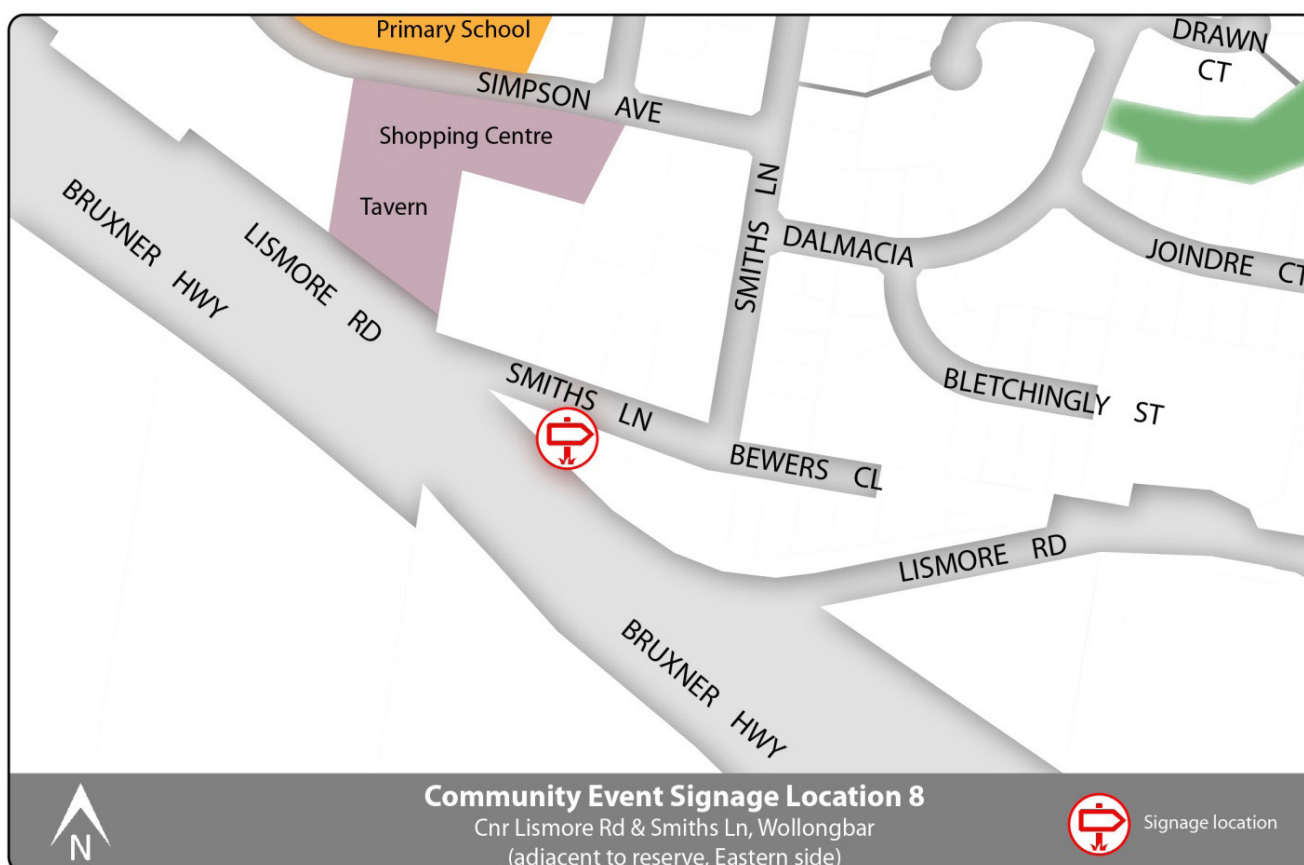 Primary School
DRAWN
CT
SIMPSON AVE
Shopping Centre
Tavern
SMITHS LN
BRUXNER HWY
LISMORE RD
DALMACIA
JOINDRE CT
SMITHS LN
BLETCHINGLY ST
BEWERS CL
LISMORE RD
BRUXNER HWY
N
Community Event Signage Location 8
Cnr Lismore Rd & Smiths Ln, Wollongbar
(adjacent to reserve, Eastern side)
Signage location